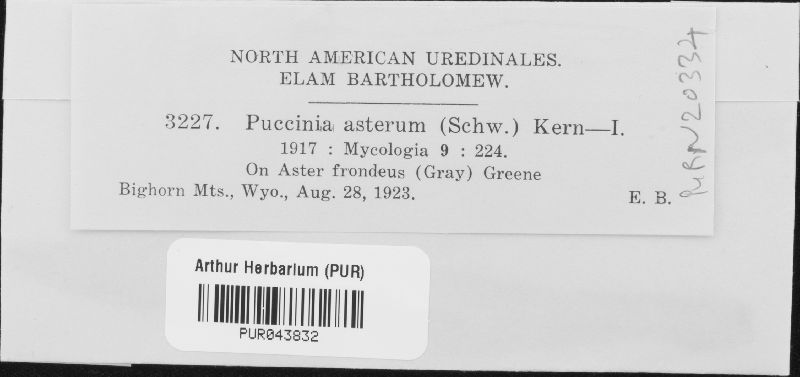 NORTH AMERICAN UREDINALES.
ELAM BARTHOLOMEW.
3227. Puccinia asterum (Schw.) Kern—I.
1917 : Mycologia 9 : 224.
On Aster frondeus (Gray) Greene
Bighorn Mts., Wyo., Aug. 28, 1923. E. B.
PURN20334
Arthur Herbarium (PUR)
PUR043832